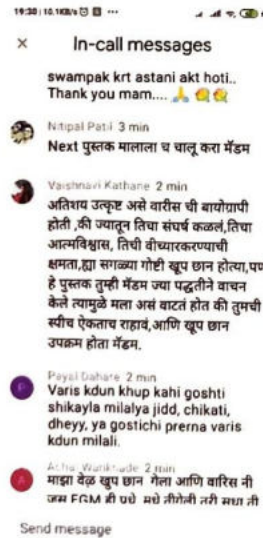 19:30 | 10.1KB/s
In-call messages
swampak krt astani akt hoti..
Thank you mam.... 🙏 💐 💐
Nitipal Patil 3 min
Next पुस्तक मालाला च चालू करा मॅडम
Vaishnavi Kathane 2 min
अतिशय उत्कृष्ट असे वारीस ची बायोग्राफी
होती ,की ज्यातून तिचा संघर्ष कळलं,तिचा
आत्मविश्वास, तिची वीच्यारकरण्याची
क्षमता,ह्या सगळ्या गोष्टी खूप छान होत्या,पण
हे पुस्तक तुम्ही मॅडम ज्या पद्धतीने वाचन
केले त्यामुळे मला असं वाटतं होत की तुमची
स्पीच ऐकताच राहावं,आणि खूप छान
उपक्रम होता मॅडम.
Payal Dahare 2 min
Varis kdun khup kahi goshti
shikayla milalya jidd, chikati,
dheyy, ya gostichi prerna varis
kdun milali.
2 min
माझा वेळ खुप छान गेला आणि वारिस नी
FGM
Send message